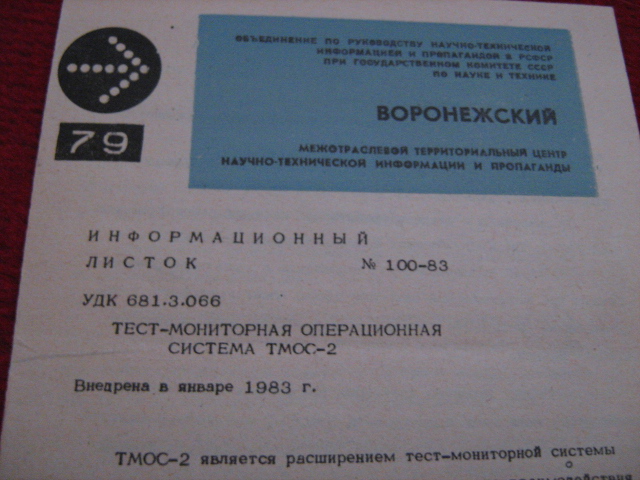 ОБЪЕДИНЕНИЕ ПО РУКОВОДСТВУ НАУЧНО-ТЕХНИЧЕСКОЙ
ИНФОРМАЦИЕЙ И ПРОПАГАНДОЙ В РСФСР
ПРИ ГОСУДАРСТВЕННОМ КОМИТЕТЕ СССР
ПО НАУКЕ И ТЕХНИКЕ
79
ВОРОНЕЖСКИЙ
МЕЖОТРАСЛЕВОЙ ТЕРРИТОРИАЛЬНЫЙ ЦЕНТР
НАУЧНО-ТЕХНИЧЕСКОЙ ИНФОРМАЦИИ И ПРОПАГАНДЫ
ИНФОРМАЦИОННЫЙ
ЛИСТОК № 100-83
УДК 681.3.066
ТЕСТ-МОНИТОРНАЯ ОПЕРАЦИОННАЯ
СИСТЕМА ТМОС-2
Внедрена в январе 1983 г.
ТМОС-2 является расширением тест-мониторной системы